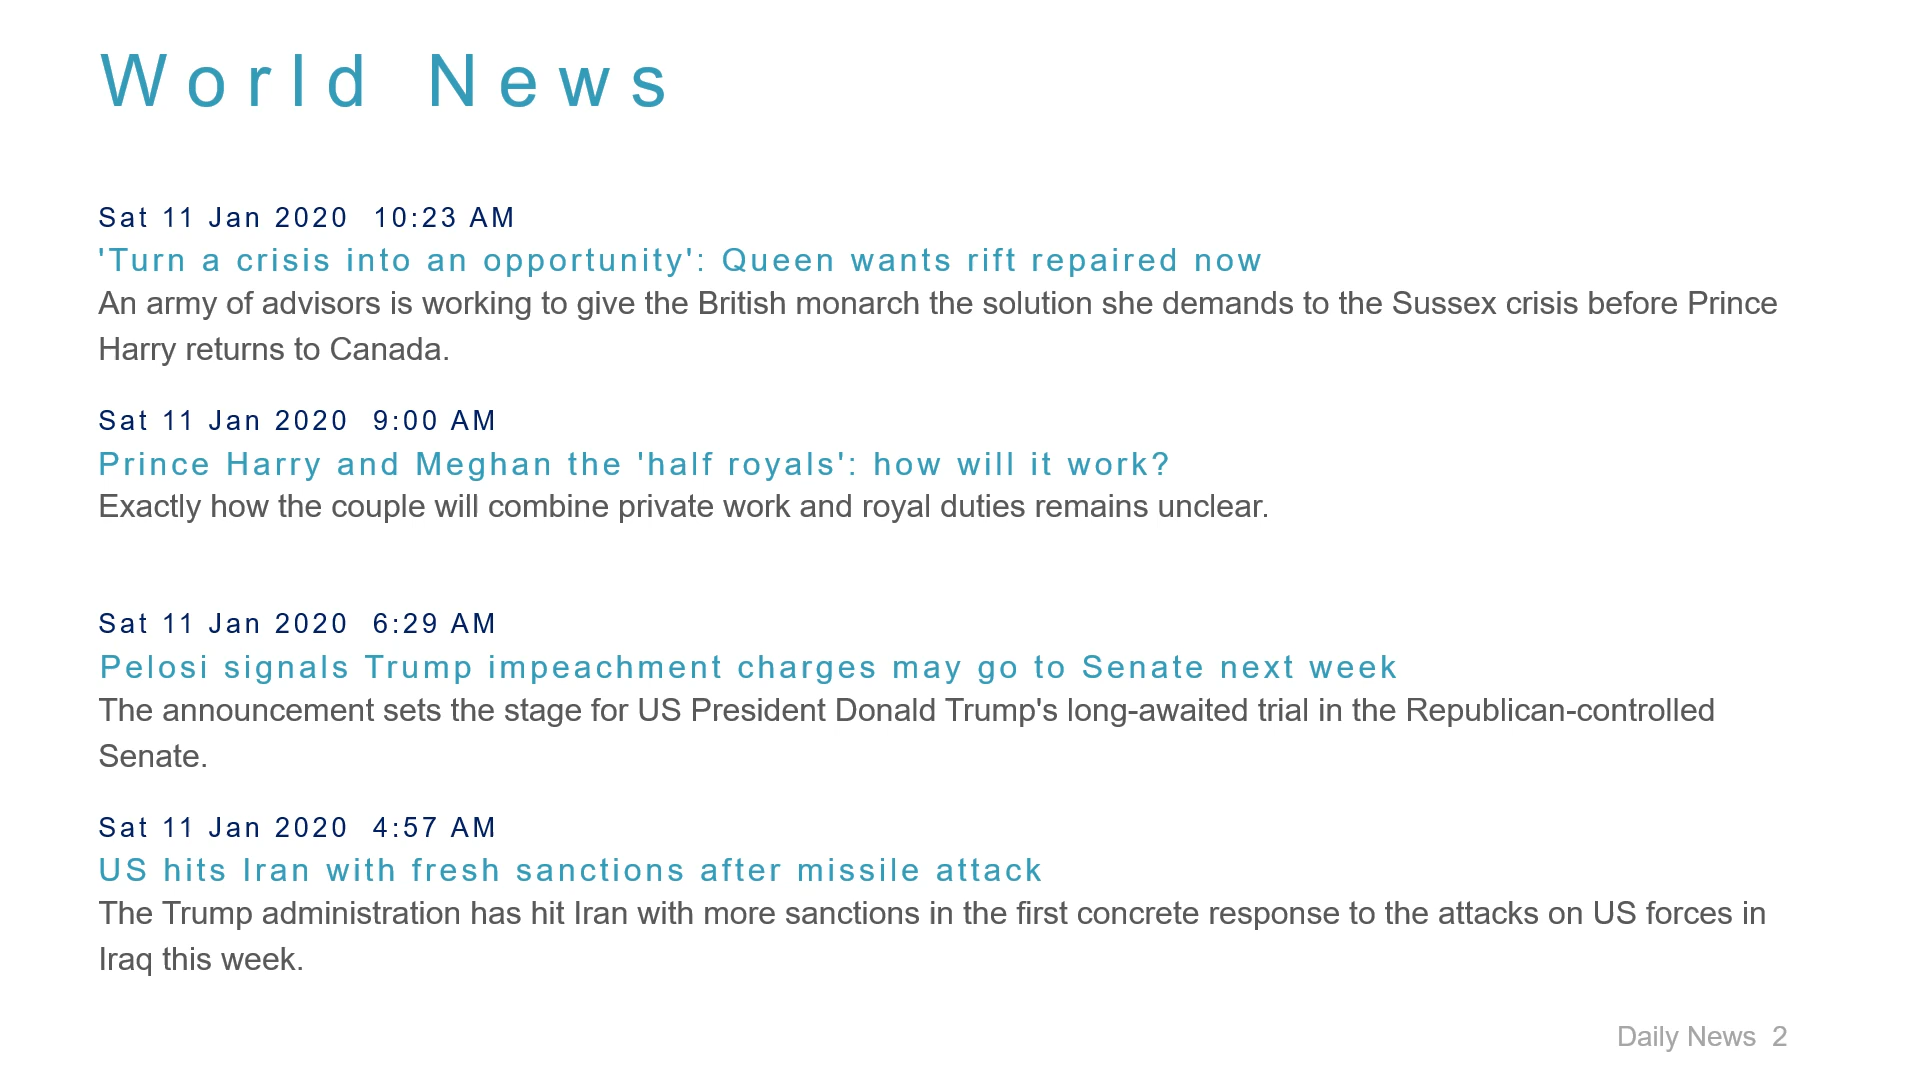 World News
Sat 11 Jan 2020 10:23 AM
'Turn a crisis into an opportunity': Queen wants rift repaired now
An army of advisors is working to give the British monarch the solution she demands to the Sussex crisis before Prince
Harry returns to Canada.
Sat 11 Jan 2020 9:00 AM
Prince Harry and Meghan the 'half royals': how will it work?
Exactly how the couple will combine private work and royal duties remains unclear.
Sat 11 Jan 2020 6:29 AM
Pelosi signals Trump impeachment charges may go to Senate next week
The announcement sets the stage for US President Donald Trump's long-awaited trial in the Republican-controlled
Senate.
Sat 11 Jan 2020 4:57 AM
US hits Iran with fresh sanctions after missile attack
The Trump administration has hit Iran with more sanctions in the first concrete response to the attacks on US forces in
Iraq this week.
Daily News 2